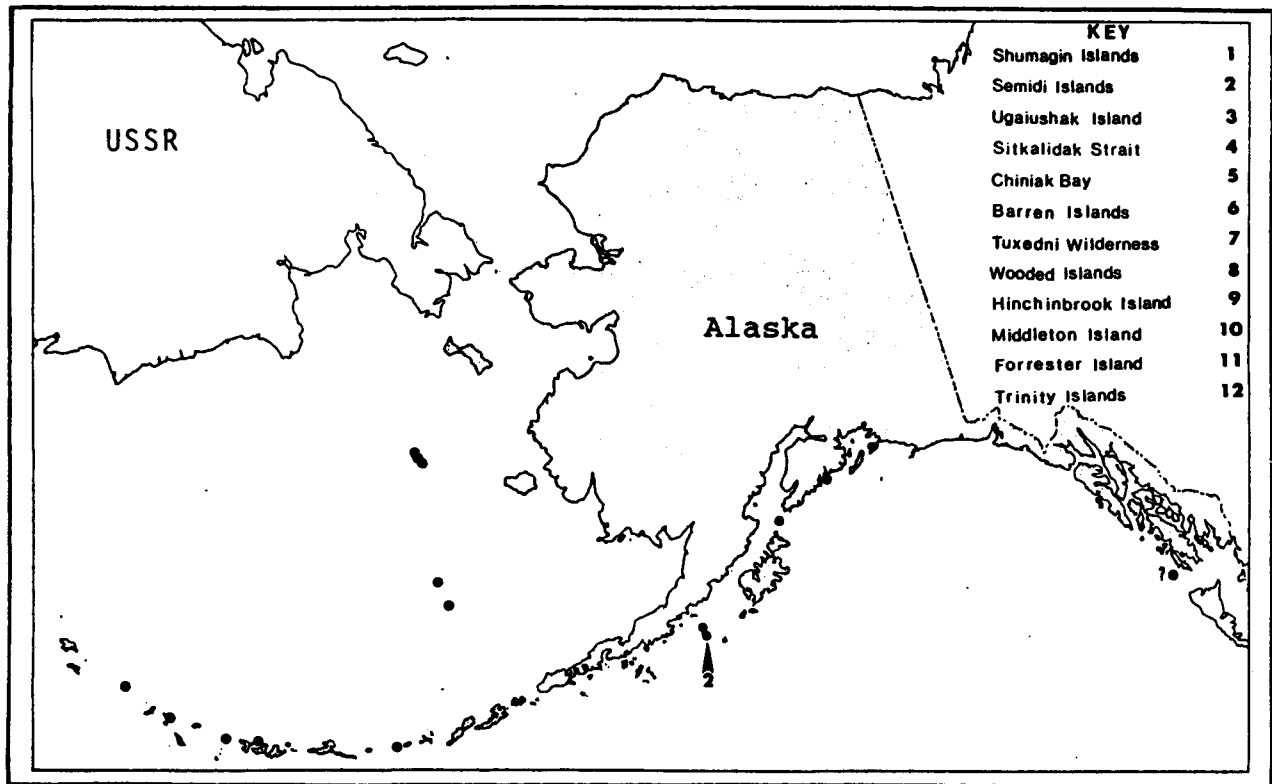 KEY
Shumagin Islands 1
Semidi Islands 2
Ugaiushak Island 3
Sitkalidak Strait 4
Chiniak Bay 5
Barren Islands 6
Tuxedni Wilderness 7
Wooded Islands 8
Hinchinbrook Island 9
Middleton Island 10
Forrester Island 11
Trinity Islands 12
USSR
Alaska
?
2